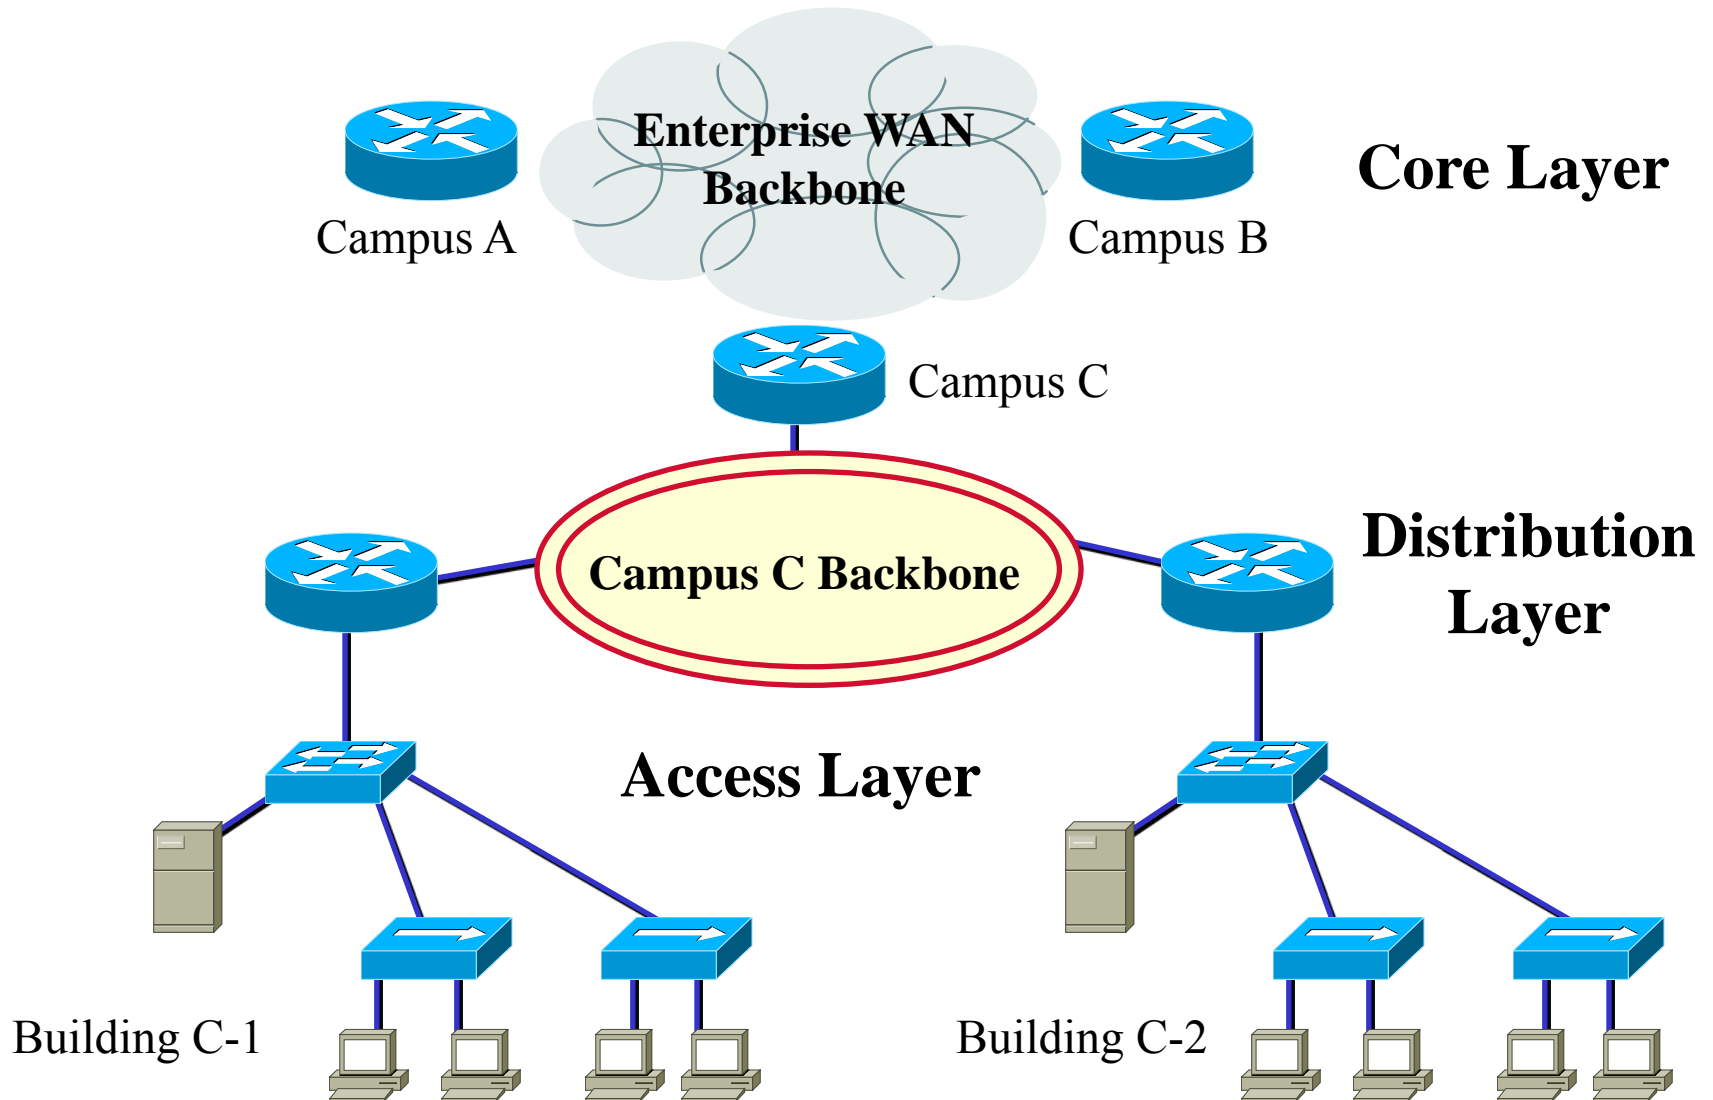 Enterprise WAN
Backbone
Core Layer
Campus A
Campus B
Campus C
Distribution
Layer
Campus C Backbone
Access Layer
Building C-1
Building C-2